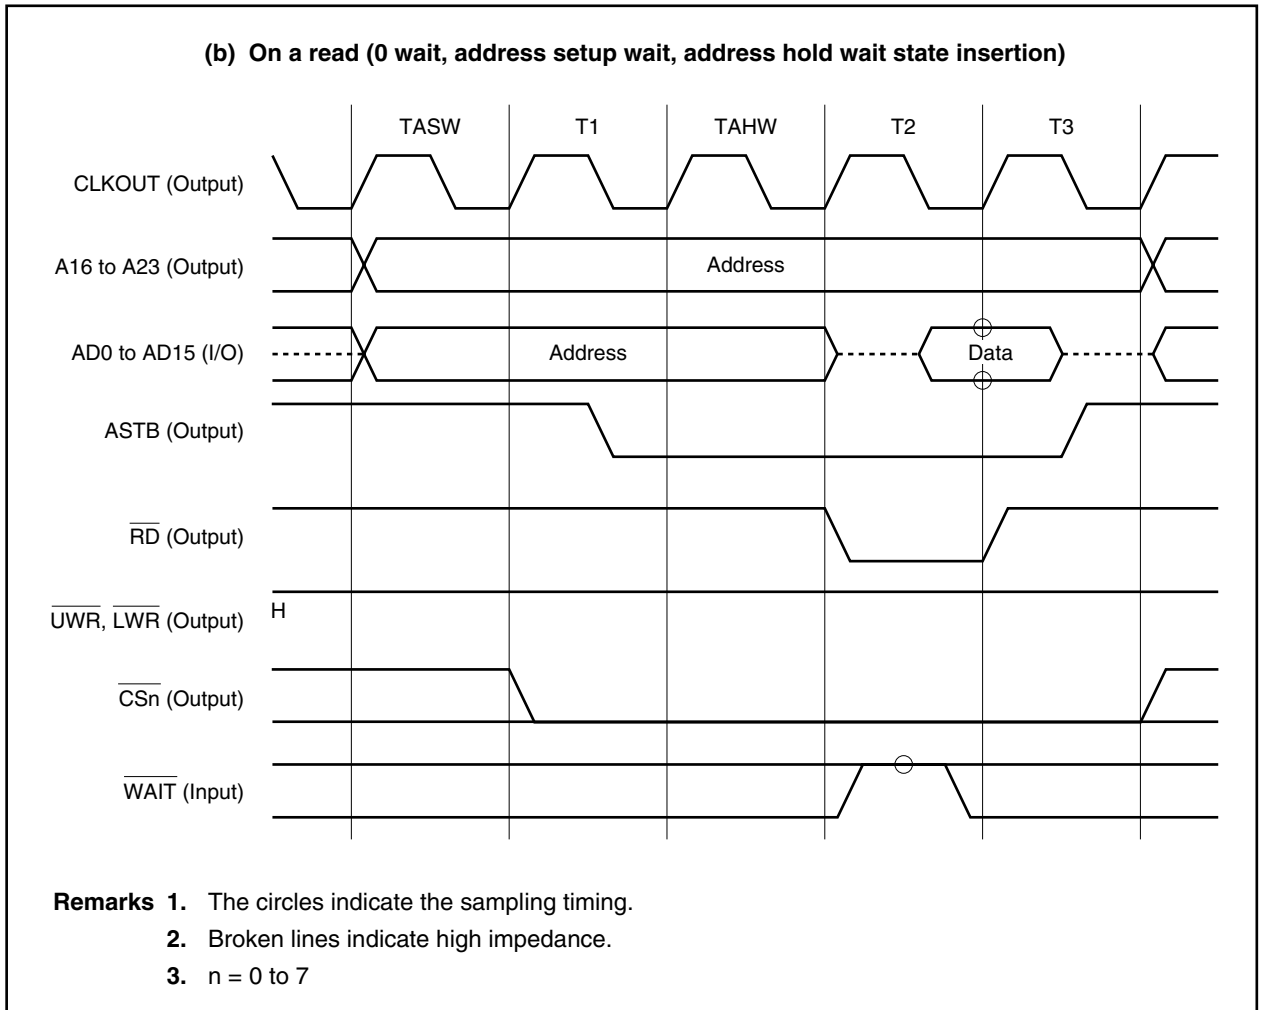 (b) On a read (0 wait, address setup wait, address hold wait state insertion)
TASW T1 TAHW T2 T3
CLKOUT (Output)
A16 to A23 (Output) Address
AD0 to AD15 (I/O) Address Data
ASTB (Output)
RD (Output)
UWR, LWR (Output) H
CSn (Output)
WAIT (Input)
Remarks 1. The circles indicate the sampling timing.
2. Broken lines indicate high impedance.
3. n = 0 to 7